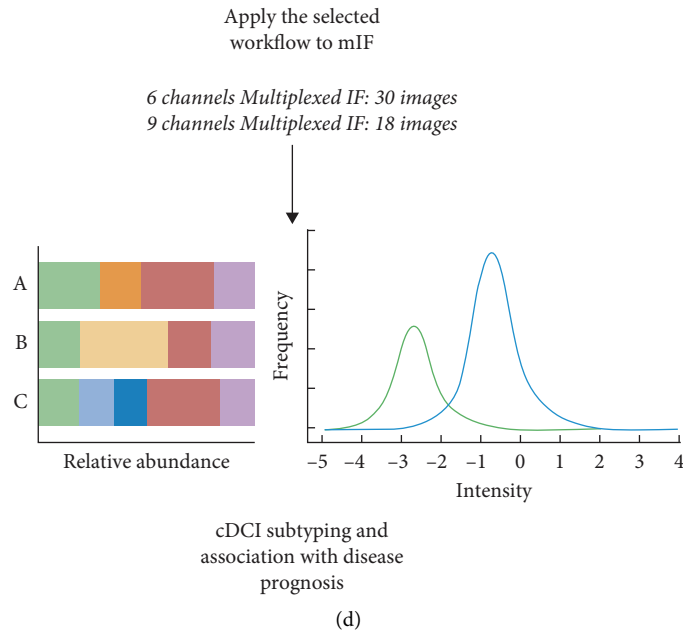 Apply the selected
workflow to mIF
6 channels Multiplexed IF: 30 images
9 channels Multiplexed IF: 18 images
A
B
C
Relative abundance
Frequency
–5 –4 –3 –2 –1 0 1 2 3 4
Intensity
cDCI subtyping and
association with disease
prognosis
(d)